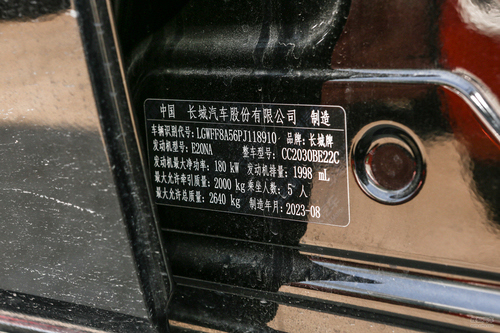 中国 长城汽车股份有限公司 制造
车辆识别代号: LGWFF8A56PJ118910 品牌: 长城牌
发动机型号: E20NA 整车型号: CC2030BE22C
发动机最大净功率: 180 kW 发动机排量: 1998 mL
最大允许牵引质量: 2000 kg 乘坐人数: 5 人
最大允许总质量: 2640 kg 制造年月: 2023-08